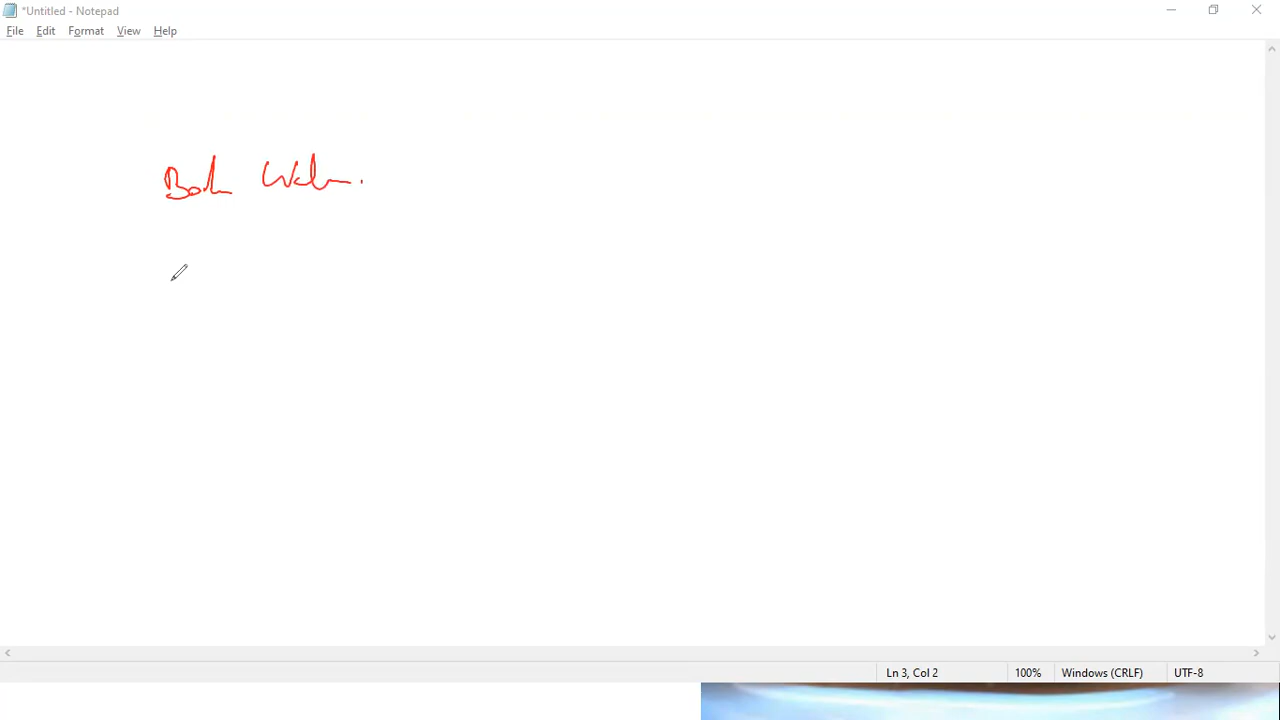 *Untitled - Notepad
File Edit Format View Help
Ln 3, Col 2 100% Windows (CRLF) UTF-8